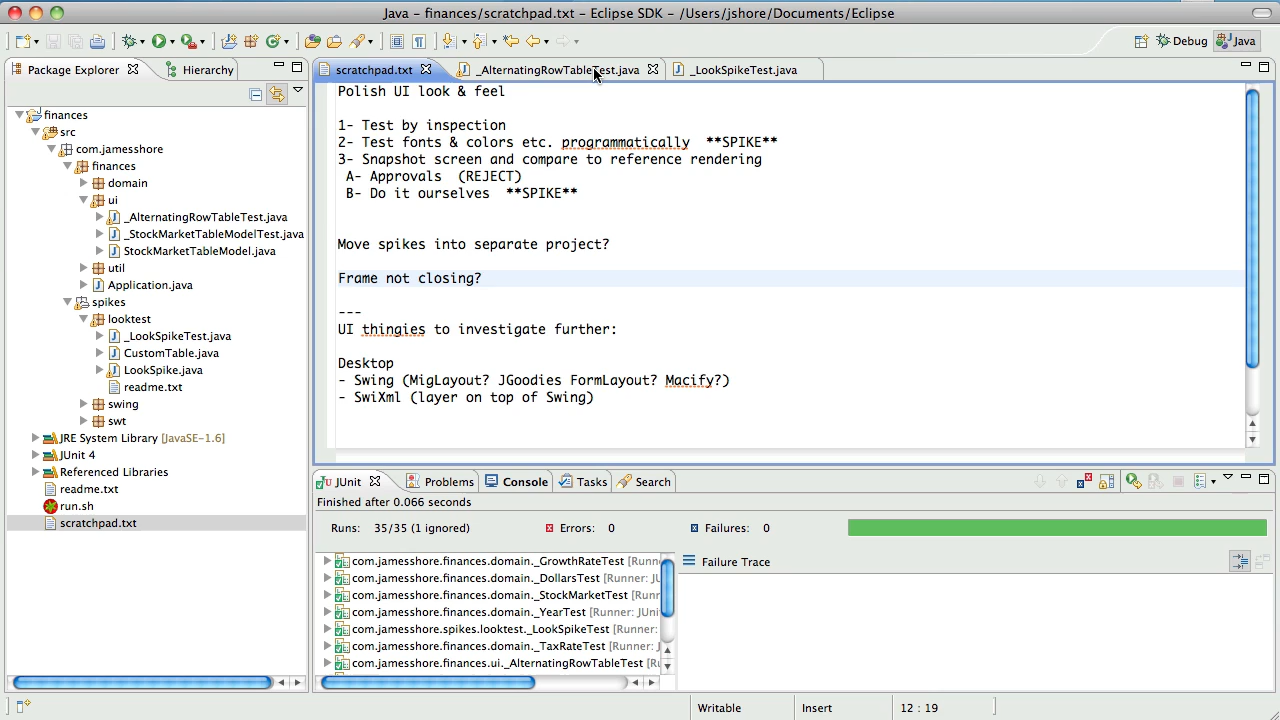 Java - finances/scratchpad.txt - Eclipse SDK - /Users/jshore/Documents/Eclipse
Debug
Java
Package Explorer
Hierarchy
scratchpad.txt
_AlternatingRowTableTest.java
_LookSpikeTest.java
finances
src
com.jamesshore
finances
domain
ui
_AlternatingRowTableTest.java
_StockMarketTableModelTest.java
StockMarketTableModel.java
util
Application.java
spikes
looktest
_LookSpikeTest.java
CustomTable.java
LookSpike.java
readme.txt
swing
swt
JRE System Library [JavaSE-1.6]
JUnit 4
Referenced Libraries
readme.txt
run.sh
scratchpad.txt
Polish UI look & feel
1- Test by inspection
2- Test fonts & colors etc. programmatically **SPIKE**
3- Snapshot screen and compare to reference rendering
A- Approvals (REJECT)
B- Do it ourselves **SPIKE**
Move spikes into separate project?
Frame not closing?
---
UI thingies to investigate further:
Desktop
- Swing (MigLayout? JGoodies FormLayout? Macify?)
- SwiXml (layer on top of Swing)
JUnit
Problems
Console
Tasks
Search
Finished after 0.066 seconds
Runs: 35/35 (1 ignored)
Errors: 0
Failures: 0
com.jamesshore.finances.domain._GrowthRateTest [Runn
com.jamesshore.finances.domain._DollarsTest [Runner: JU
com.jamesshore.finances.domain._StockMarketTest [Runn
com.jamesshore.finances.domain._YearTest [Runner: JUni
com.jamesshore.spikes.looktest._LookSpikeTest [Runner:
com.jamesshore.finances.domain._TaxRateTest [Runner: J
com.jamesshore.finances.ui._AlternatingRowTableTest [Ru
Failure Trace
Writable
Insert
12 : 19